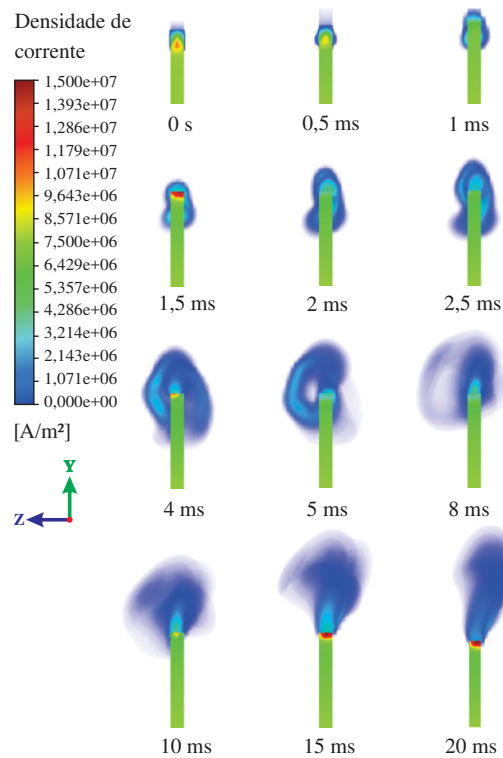 Densidade de
corrente
1,500e+07
1,393e+07
1,286e+07
1,179e+07
1,071e+07
9,643e+06
8,571e+06
7,500e+06
6,429e+06
5,357e+06
4,286e+06
3,214e+06
2,143e+06
1,071e+06
0,000e+00
[A/m²]
Y
Z
0 s
0,5 ms
1 ms
1,5 ms
2 ms
2,5 ms
4 ms
5 ms
8 ms
10 ms
15 ms
20 ms